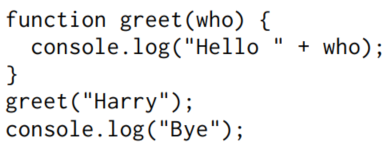 function greet(who) {
  console.log("Hello " + who);
}
greet("Harry");
console.log("Bye");